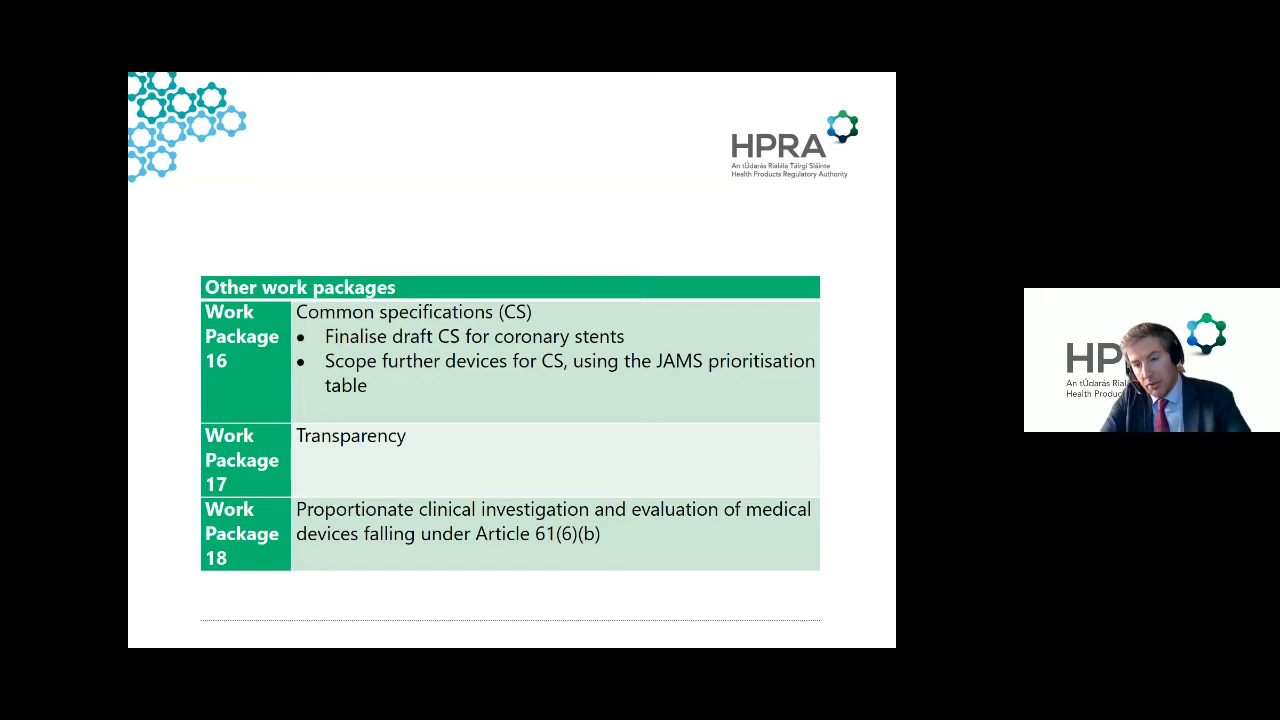 HPRA
An tÚdarás Rialála Táirgí Sláinte
Health Products Regulatory Authority
Other work packages
Work Package 16
Common specifications (CS)
• Finalise draft CS for coronary stents
• Scope further devices for CS, using the JAMS prioritisation
table
Work Package 17
Transparency
Work Package 18
Proportionate clinical investigation and evaluation of medical
devices falling under Article 61(6)(b)
HP
An tÚdarás Rial
Health Produc